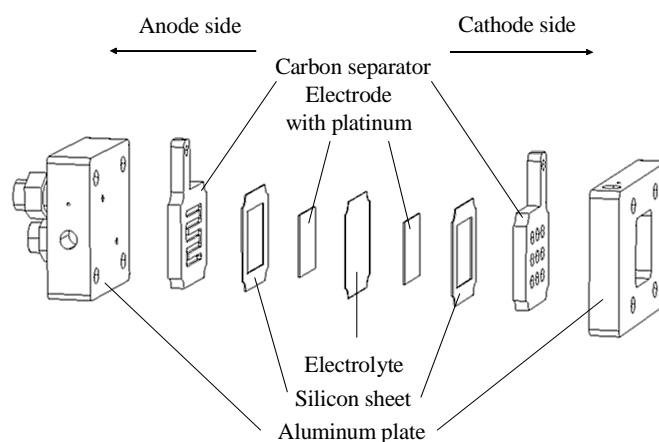 Anode side
Cathode side
Carbon separator
Electrode
with platinum
Electrolyte
Silicon sheet
Aluminum plate